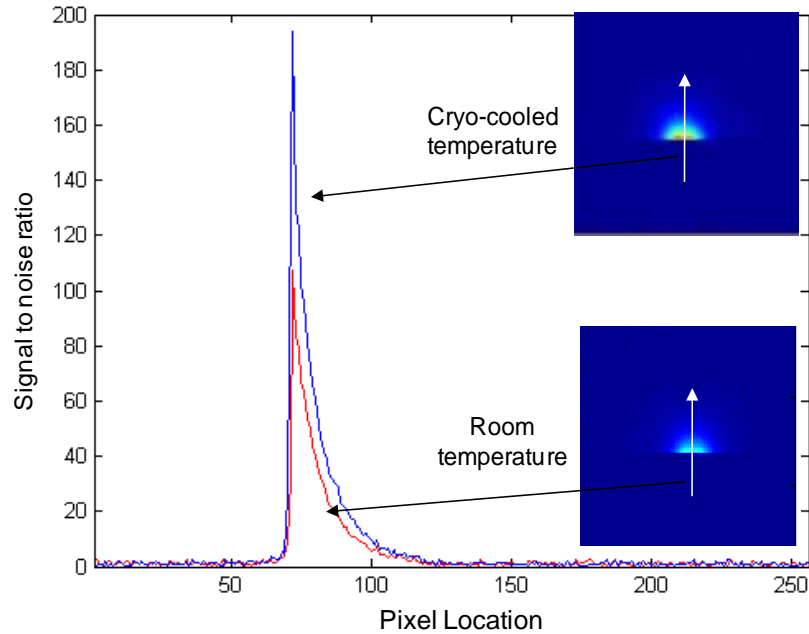 200
180
160
140
120
100
80
60
40
20
0
Signal to noise ratio
Cryo-cooled
temperature
Room
temperature
50
100
150
200
250
Pixel Location